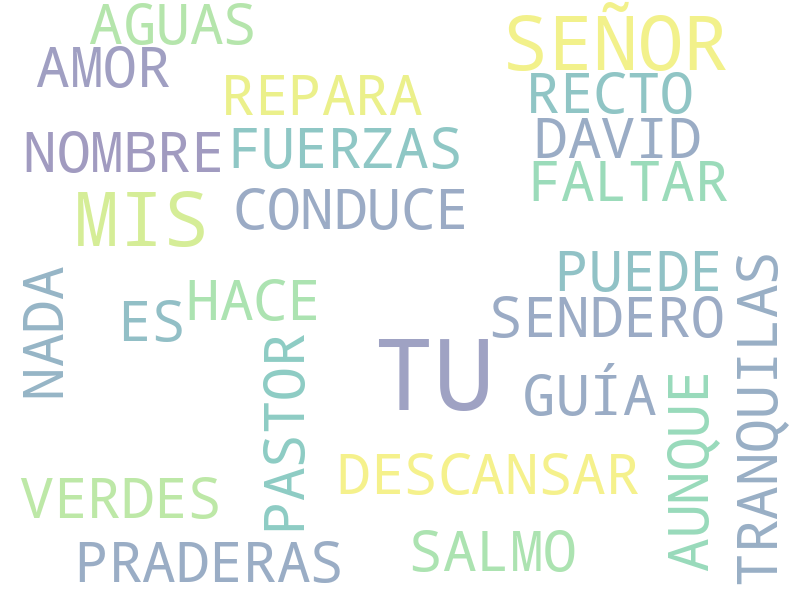 AGUAS
SEÑOR
AMOR
REPARA
RECTO
NOMBRE
FUERZAS
DAVID
FALTAR
MIS
CONDUCE
PUEDE
NADA
ES
HACE
SENDERO
TRANQUILAS
PASTOR
TU
GUÍA
AUNQUE
DESCANSAR
VERDES
PRADERAS
SALMO